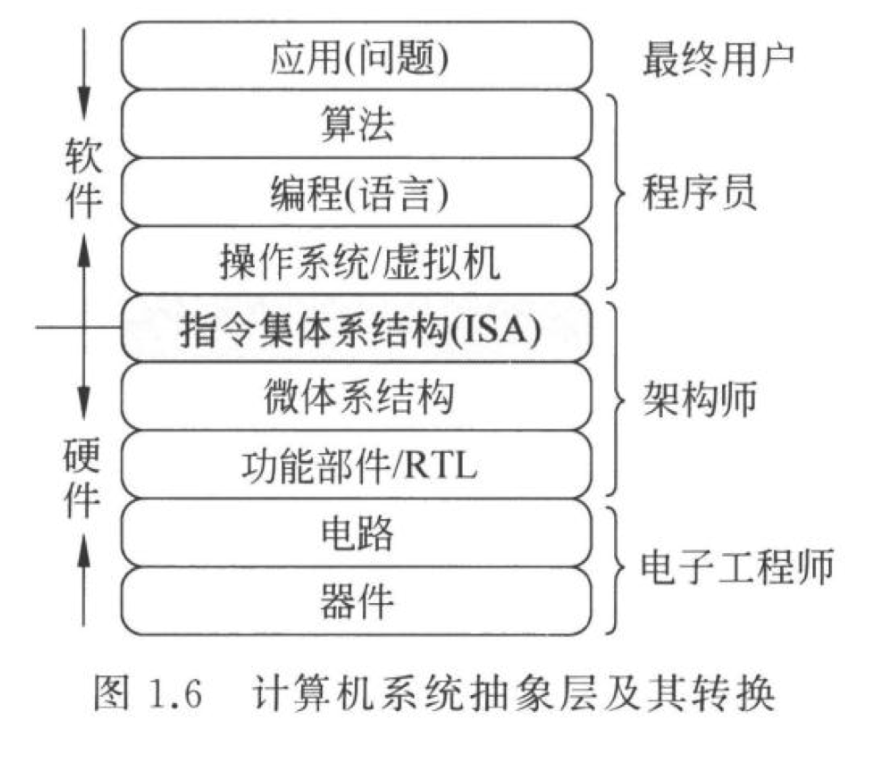 应用(问题)
最终用户
算法
软件
编程(语言)
程序员
操作系统/虚拟机
指令集体系结构(ISA)
微体系结构
架构师
硬件
功能部件/RTL
电路
电子工程师
器件
图 1.6 计算机系统抽象层及其转换